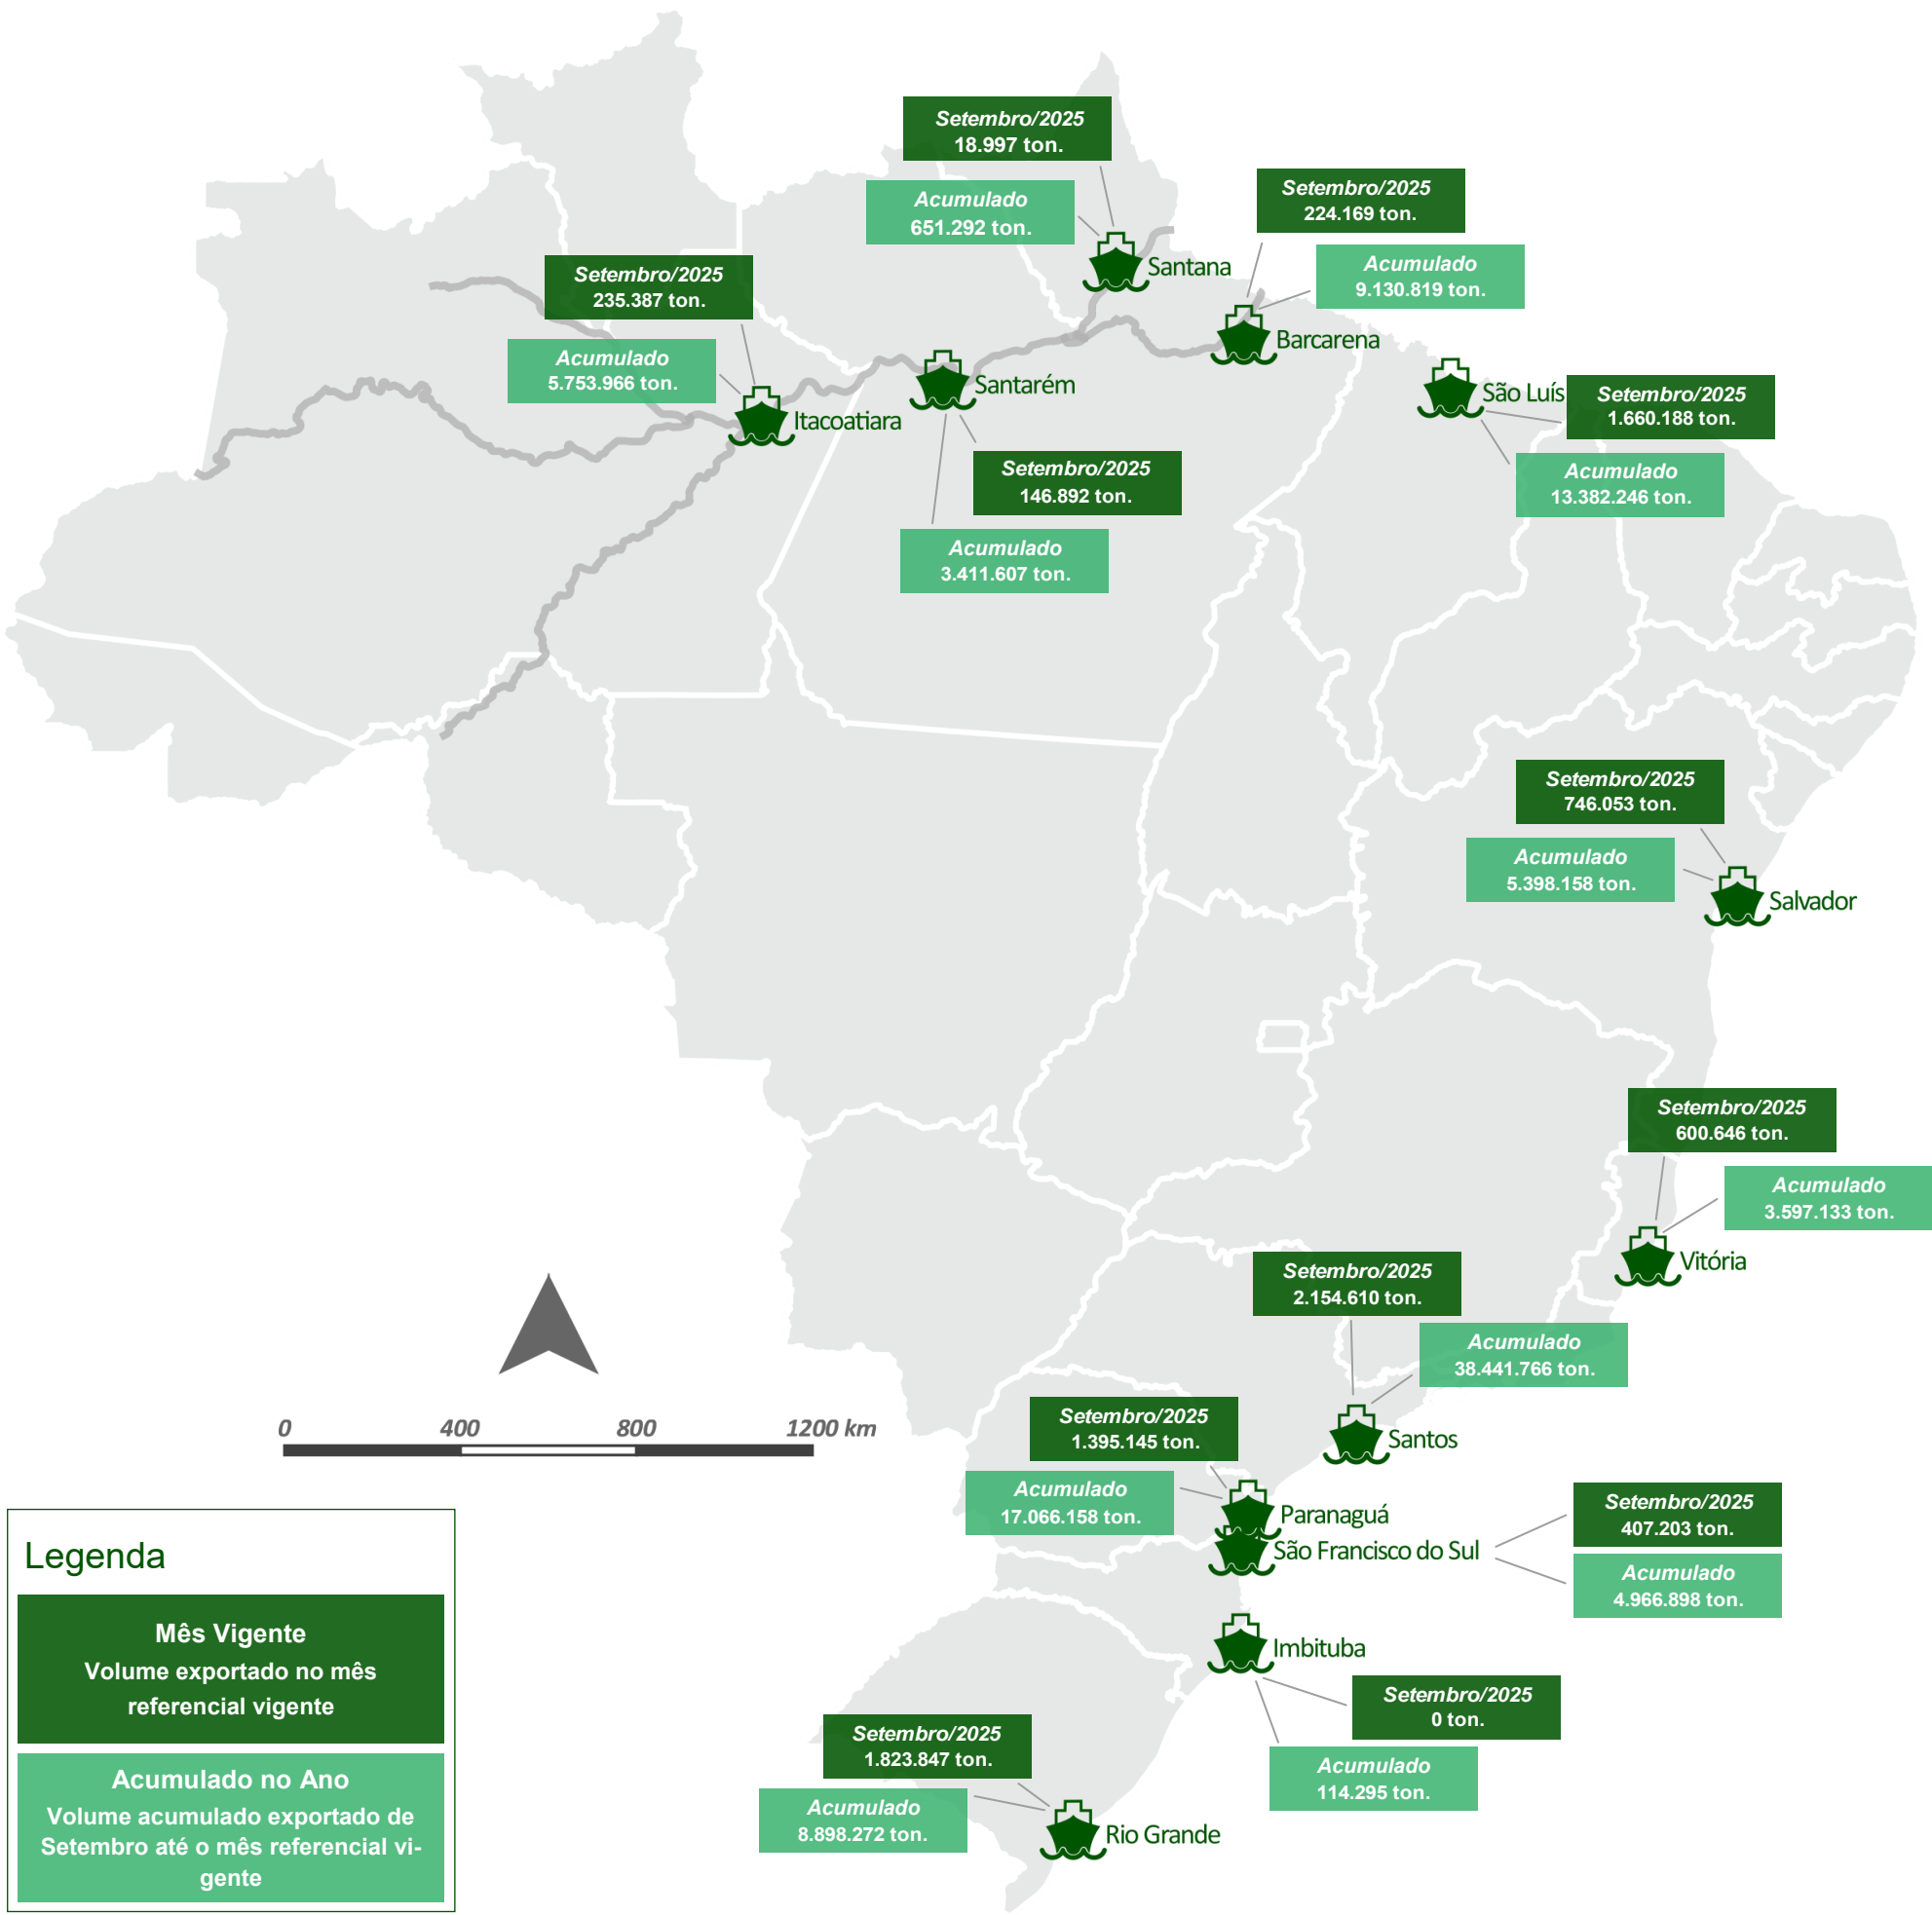 Setembro/2025
18.997 ton.
Acumulado
651.292 ton.
Santana
Setembro/2025
224.169 ton.
Acumulado
9.130.819 ton.
Barcarena
Setembro/2025
235.387 ton.
Acumulado
5.753.966 ton.
Itacoatiara
Santarém
Setembro/2025
146.892 ton.
Acumulado
3.411.607 ton.
São Luís
Setembro/2025
1.660.188 ton.
Acumulado
13.382.246 ton.
Setembro/2025
746.053 ton.
Acumulado
5.398.158 ton.
Salvador
Setembro/2025
600.646 ton.
Acumulado
3.597.133 ton.
Vitória
Setembro/2025
2.154.610 ton.
Acumulado
38.441.766 ton.
Santos
Setembro/2025
1.395.145 ton.
Acumulado
17.066.158 ton.
Paranaguá
São Francisco do Sul
Setembro/2025
407.203 ton.
Acumulado
4.966.898 ton.
Imbituba
Setembro/2025
0 ton.
Acumulado
114.295 ton.
Setembro/2025
1.823.847 ton.
Acumulado
8.898.272 ton.
Rio Grande
0 400 800 1200 km
Legenda
Mês Vigente
Volume exportado no mês
referencial vigente
Acumulado no Ano
Volume acumulado exportado de
Setembro até o mês referencial vi-
gente